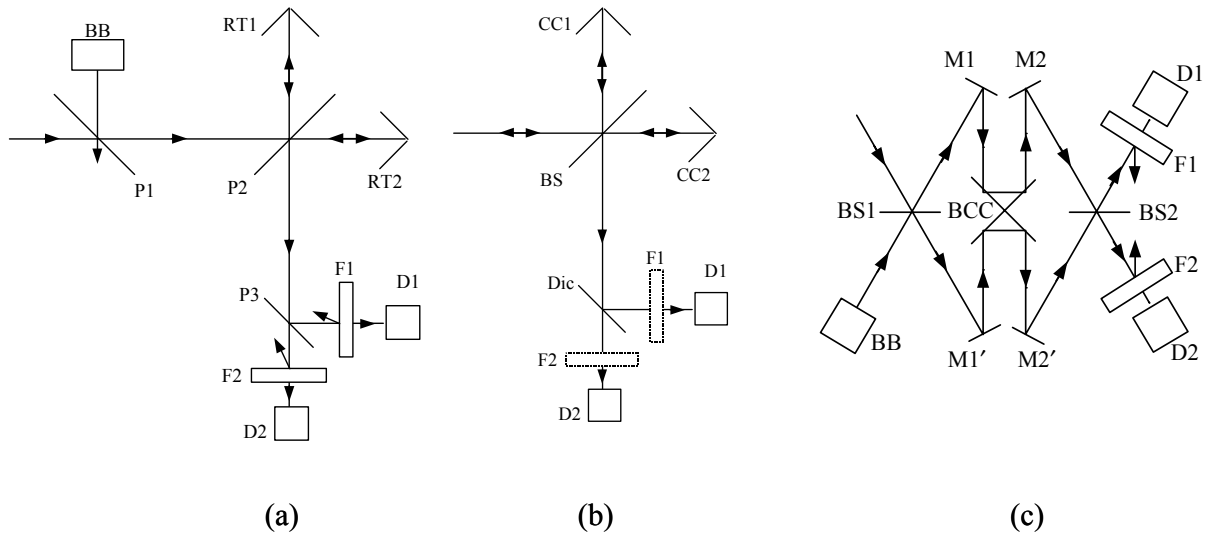 BB
P1
RT1
P2
RT2
P3
F1
D1
F2
D2
(a)
CC1
BS
CC2
Dic
F1
D1
F2
D2
(b)
M1
M2
D1
F1
BS1
BCC
BS2
F2
BB
M1′
M2′
D2
(c)